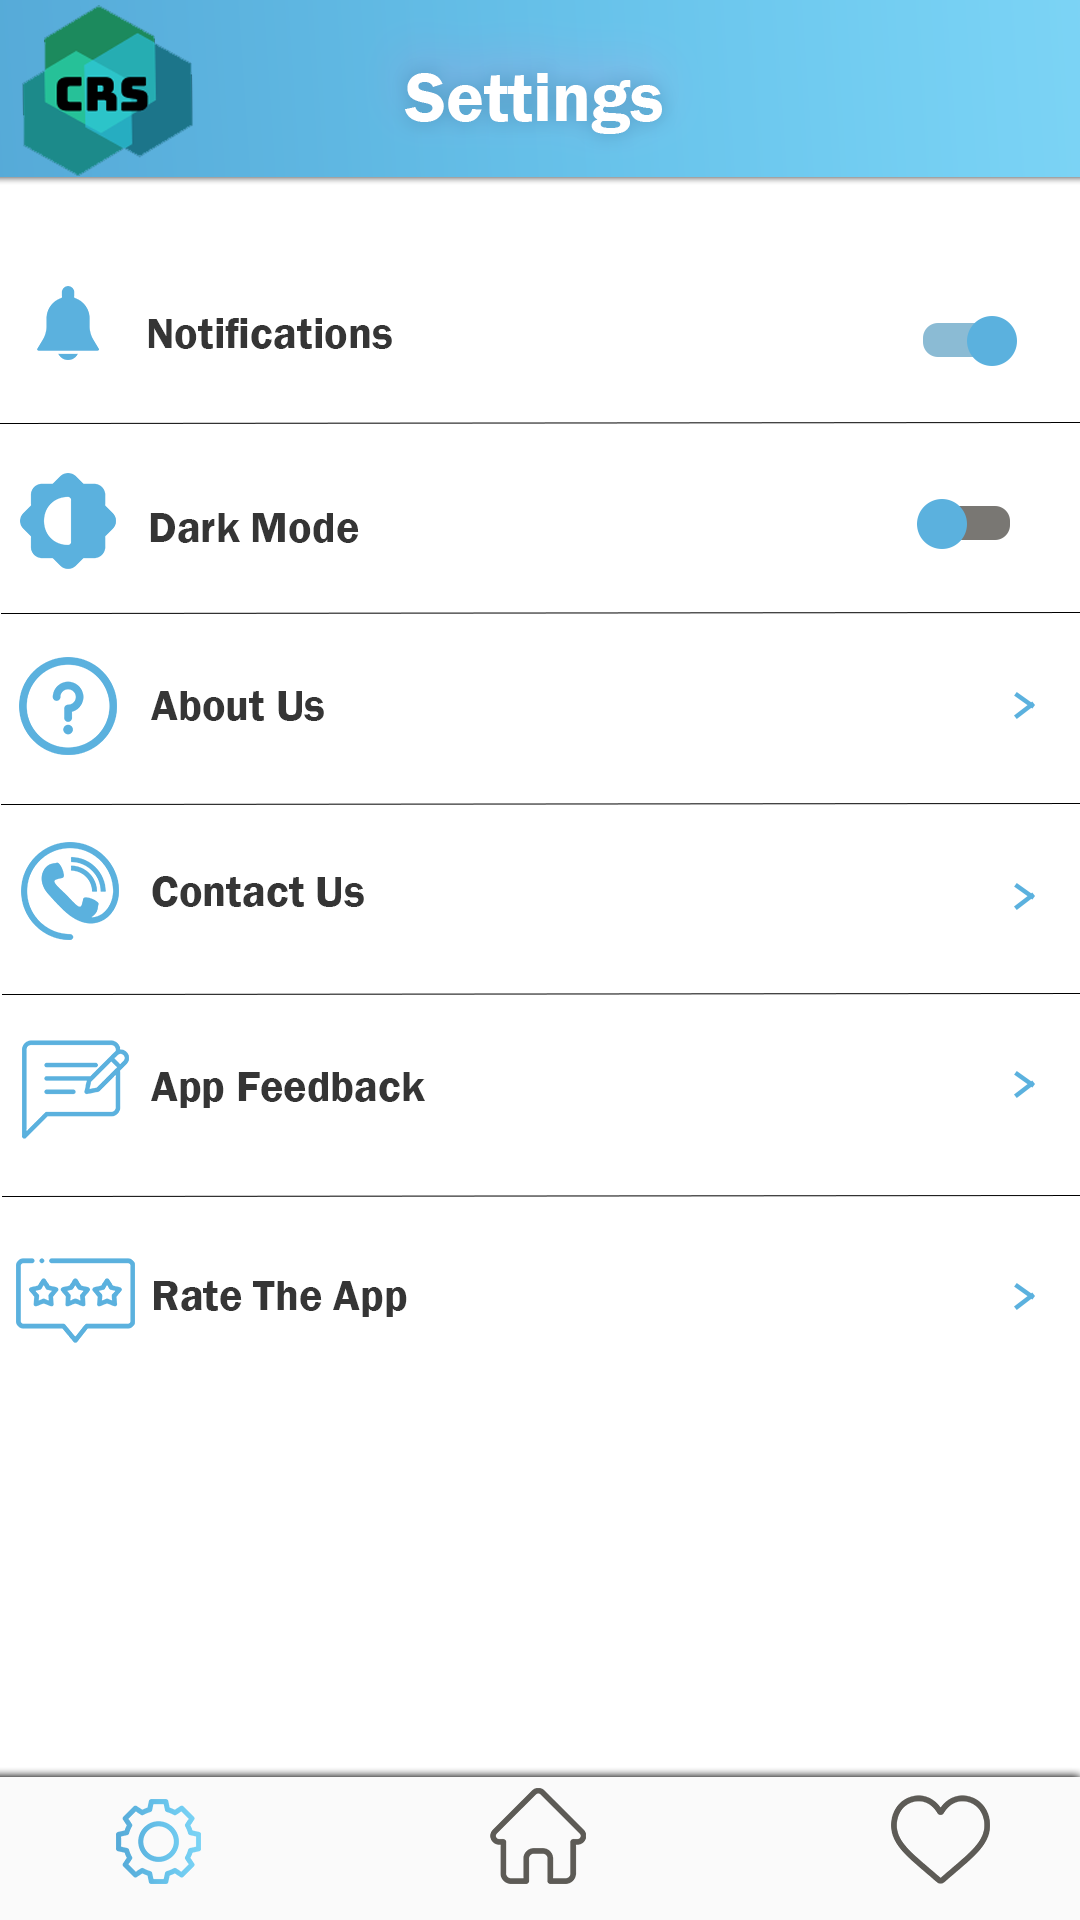 CRS
Settings
Notifications
Dark Mode
About Us
Contact Us
App Feedback
Rate The App